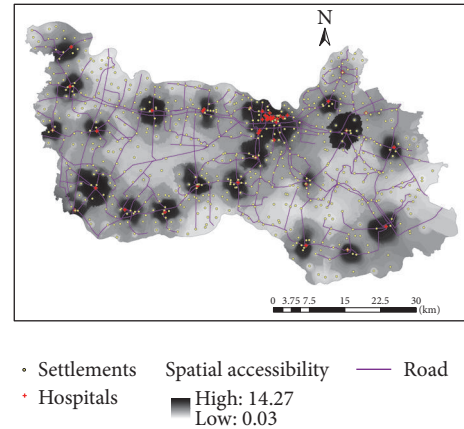 N
0 3.75 7.5 15 22.5 30
(km)
Settlements Spatial accessibility Road
Hospitals High: 14.27
Low: 0.03